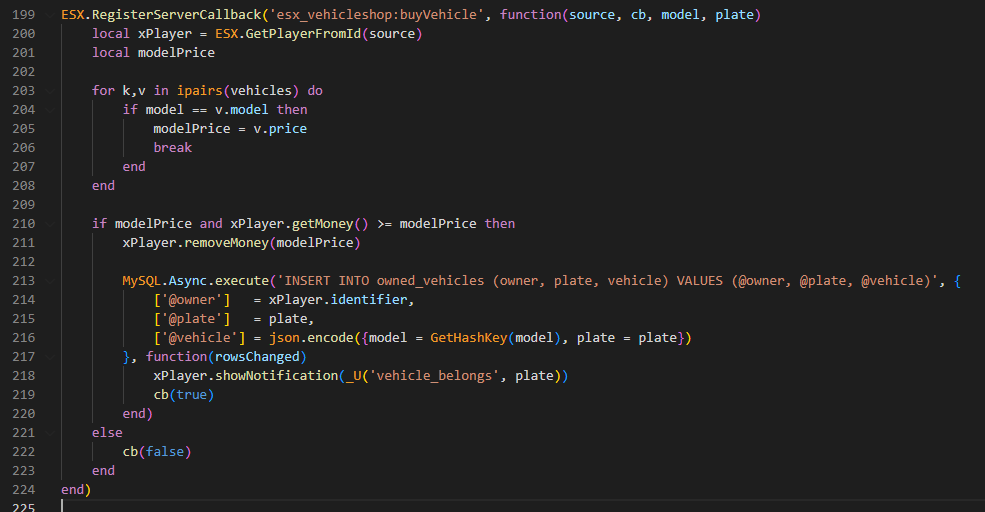 199 ESX.RegisterServerCallback('esx_vehicleshop:buyVehicle', function(source, cb, model, plate)
200     local xPlayer = ESX.GetPlayerFromId(source)
201     local modelPrice
202
203     for k,v in ipairs(vehicles) do
204         if model == v.model then
205             modelPrice = v.price
206             break
207         end
208     end
209
210     if modelPrice and xPlayer.getMoney() >= modelPrice then
211         xPlayer.removeMoney(modelPrice)
212
213         MySQL.Async.execute('INSERT INTO owned_vehicles (owner, plate, vehicle) VALUES (@owner, @plate, @vehicle)', {
214             ['@owner']   = xPlayer.identifier,
215             ['@plate']   = plate,
216             ['@vehicle'] = json.encode({model = GetHashKey(model), plate = plate})
217         }, function(rowsChanged)
218             xPlayer.showNotification(_U('vehicle_belongs', plate))
219             cb(true)
220         end)
221     else
222         cb(false)
223     end
224 end)
225